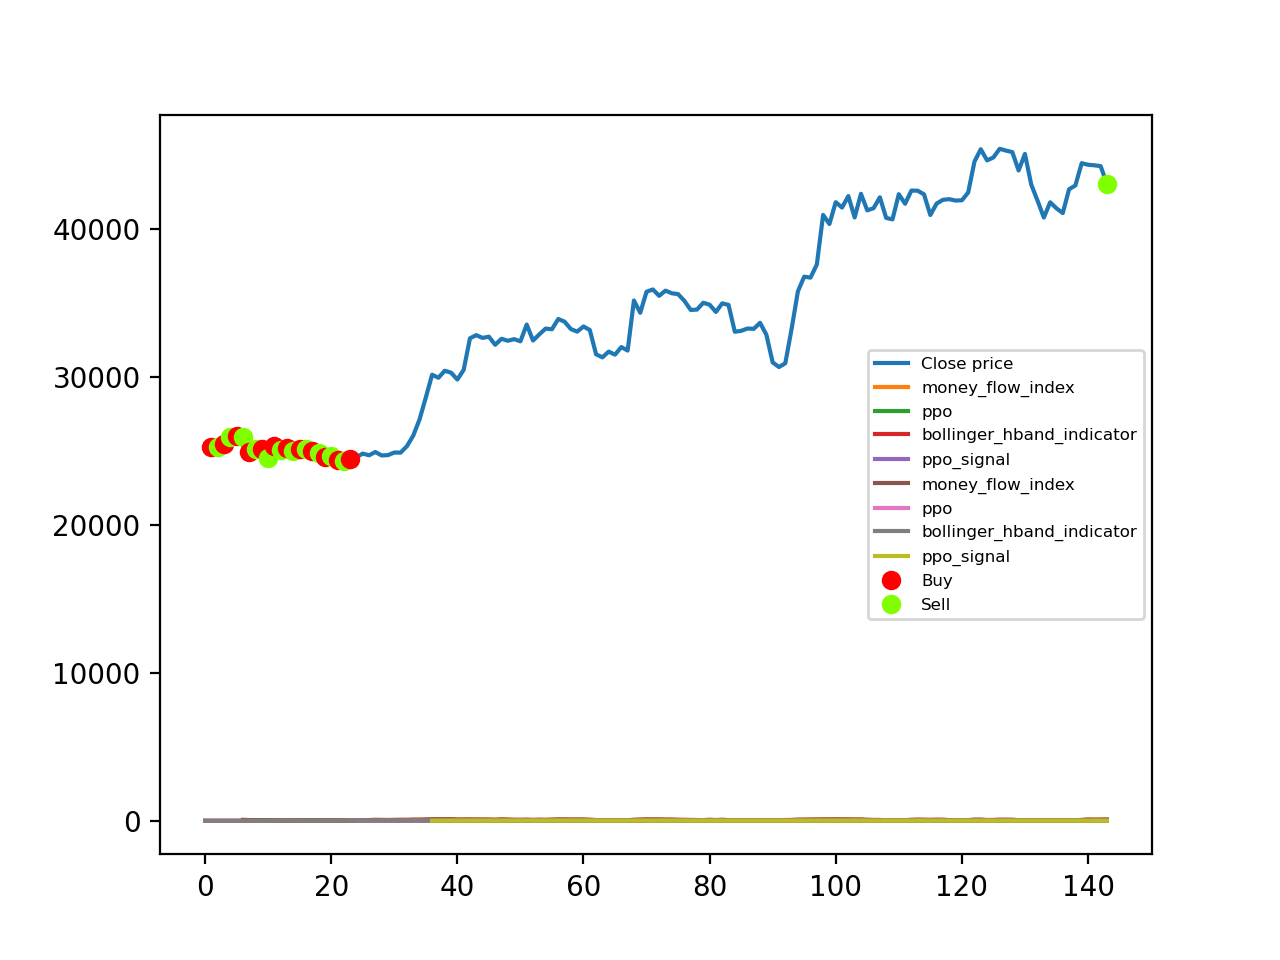 40000
30000
20000
10000
0
0 20 40 60 80 100 120 140
Close price
money_flow_index
ppo
bollinger_hband_indicator
ppo_signal
money_flow_index
ppo
bollinger_hband_indicator
ppo_signal
Buy
Sell